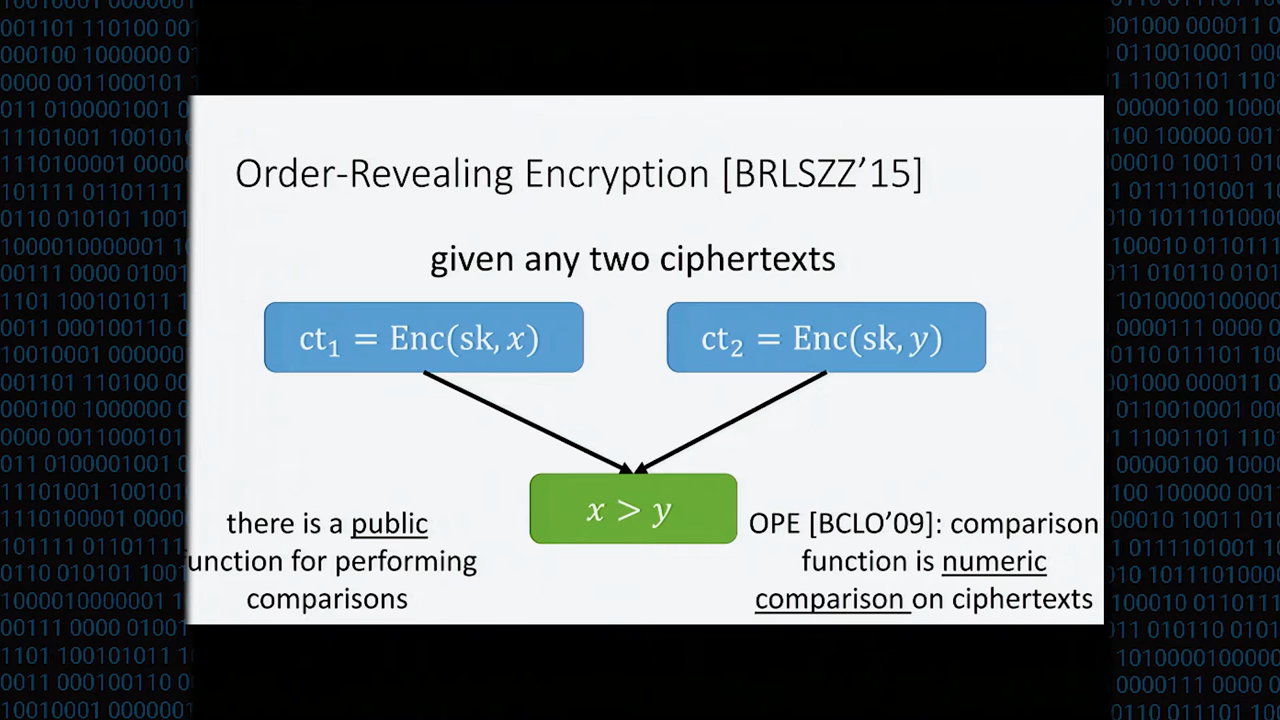 Order-Revealing Encryption [BRLSZZ'15]
given any two ciphertexts
ct₁ = Enc(sk, x)
ct₂ = Enc(sk, y)
x > y
there is a public
unction for performing
comparisons
OPE [BCLO'09]: comparison
function is numeric
comparison on ciphertexts